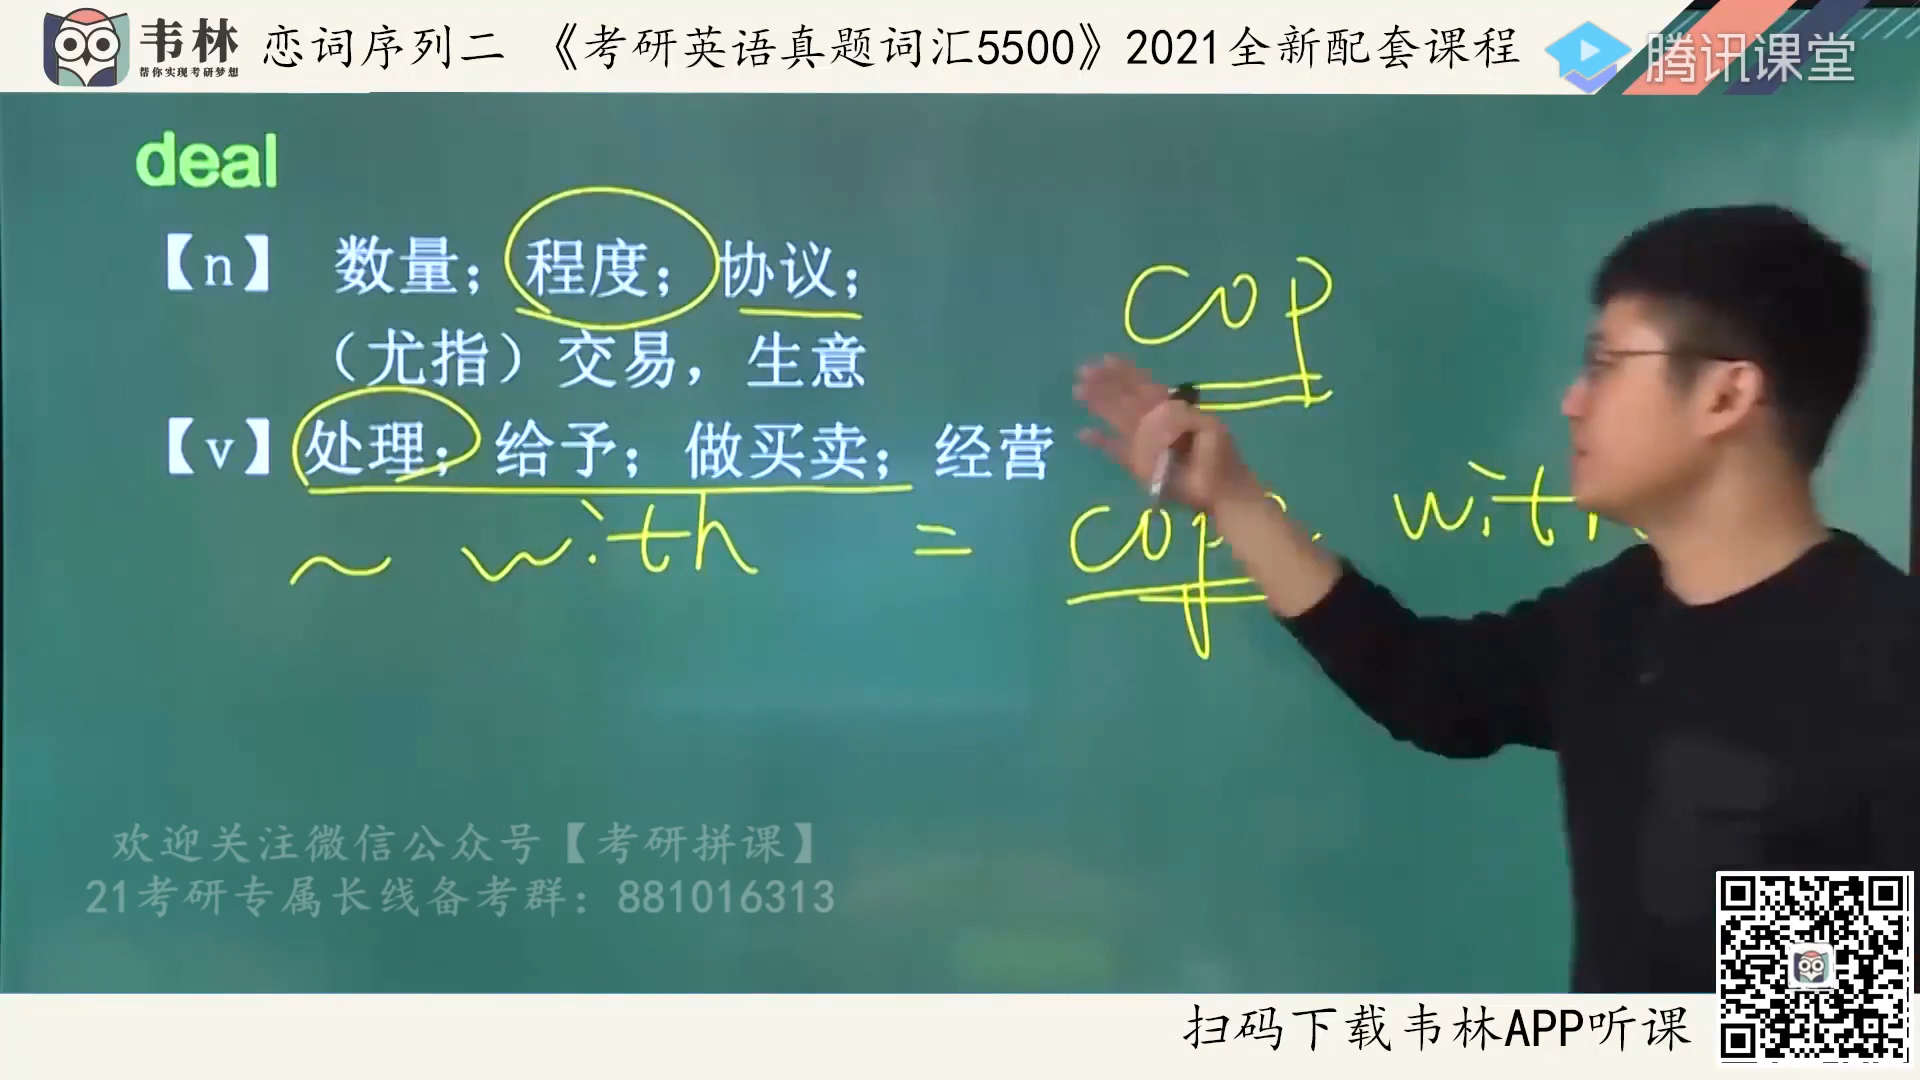 韦林
帮你实现考研梦想
恋词序列二 《考研英语真题词汇5500》2021全新配套课程
腾讯课堂
deal
【n】 数量；程度；协议；
（尤指）交易，生意
【v】处理；给予；做买卖；经营
cop
~ with = cope with
欢迎关注微信公众号【考研拼课】
21考研专属长线备考群：881016313
扫码下载韦林APP听课